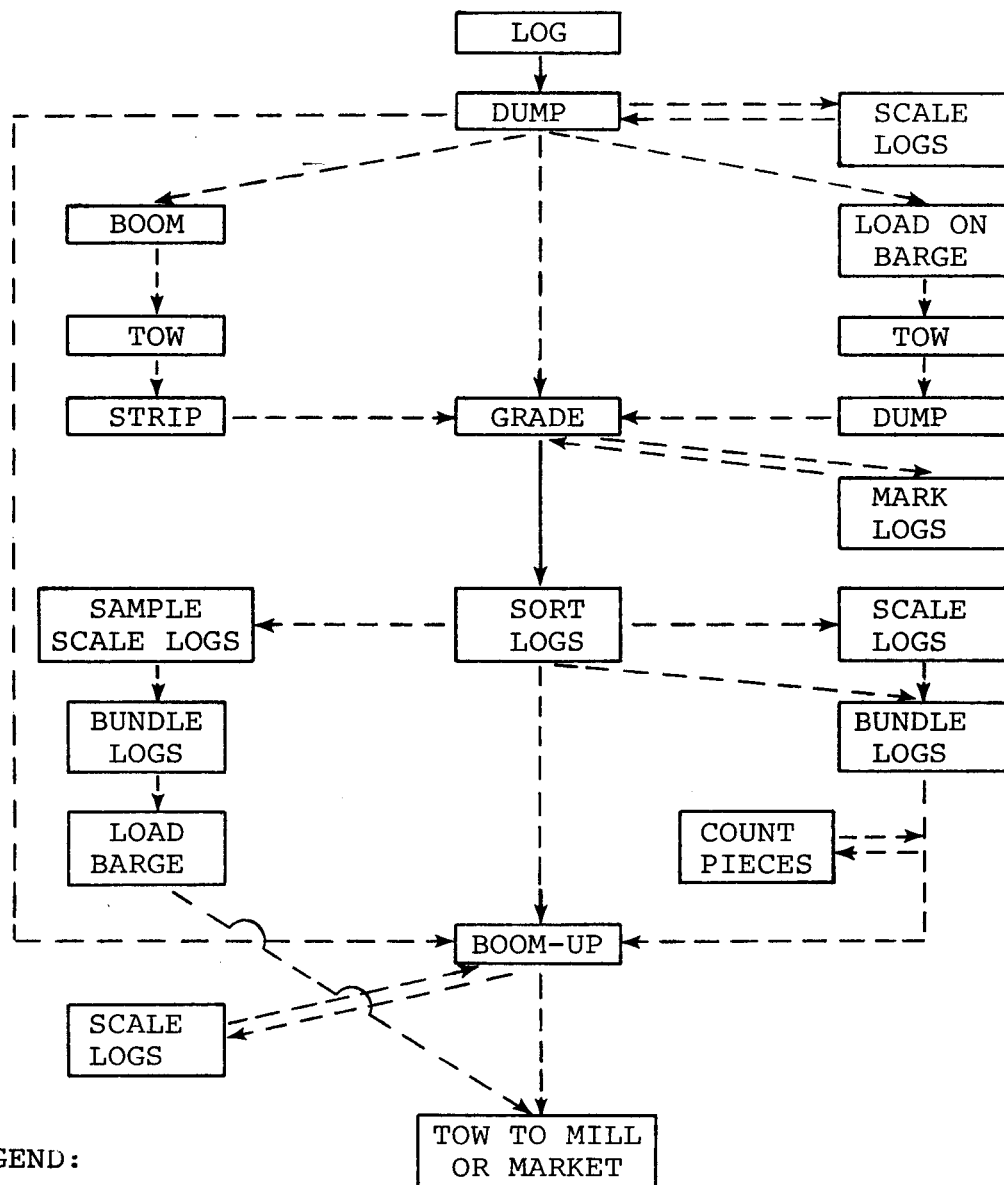 LOG
DUMP
SCALE
LOGS
BOOM
LOAD ON
BARGE
TOW
TOW
STRIP
GRADE
DUMP
MARK
LOGS
SAMPLE
SCALE LOGS
SORT
LOGS
SCALE
LOGS
BUNDLE
LOGS
BUNDLE
LOGS
LOAD
BARGE
COUNT
PIECES
BOOM-UP
SCALE
LOGS
TOW TO MILL
OR MARKET
GEND: